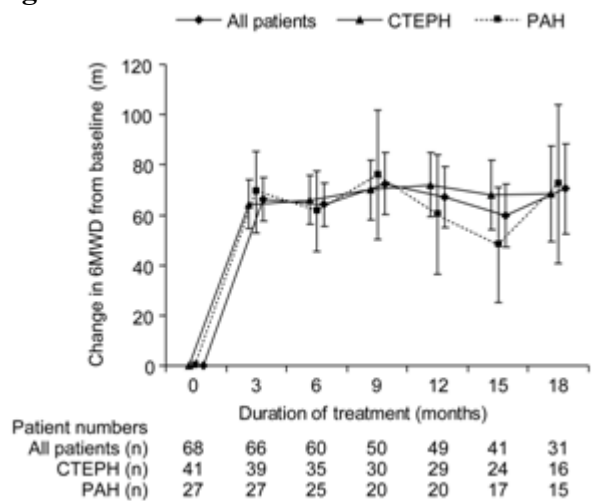 All patients CTEPH PAH
Change in 6MWD from baseline (m)
120
100
80
60
40
20
0
0 3 6 9 12 15 18
Duration of treatment (months)
Patient numbers
All patients (n) 68 66 60 50 49 41 31
CTEPH (n) 41 39 35 30 29 24 16
PAH (n) 27 27 25 20 20 17 15